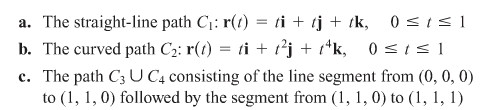 a. The straight-line path C₁: r(t) = ti + tj + tk, 0 ≤ t ≤ 1
b. The curved path C₂: r(t) = ti + t²j + t⁴k, 0 ≤ t ≤ 1
c. The path C₃ ∪ C₄ consisting of the line segment from (0, 0, 0)
to (1, 1, 0) followed by the segment from (1, 1, 0) to (1, 1, 1)